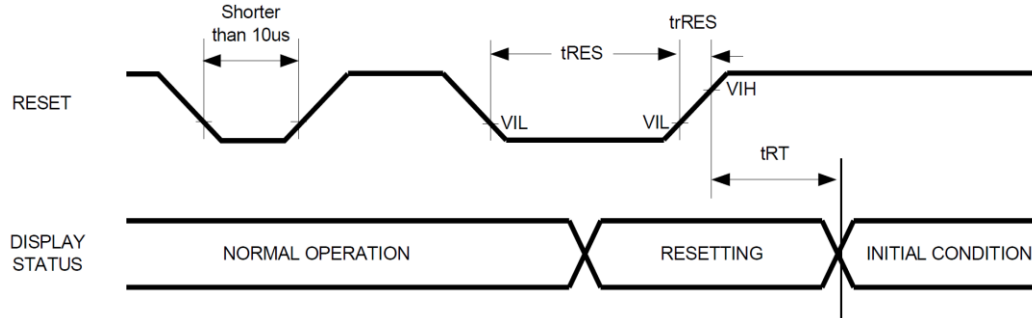 Shorter
than 10us
trRES
tRES
RESET
VIL
VIL
VIH
tRT
DISPLAY
STATUS
NORMAL OPERATION
RESETTING
INITIAL CONDITION